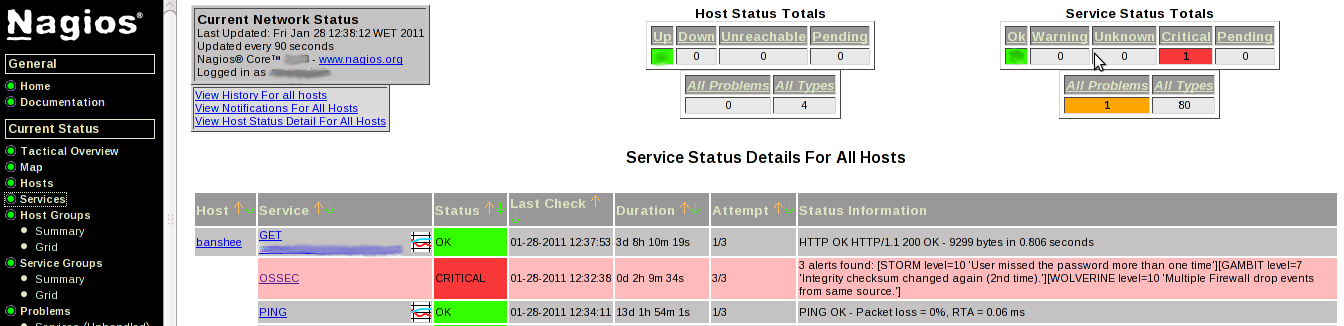 Nagios®
General
Home
Documentation
Current Status
Tactical Overview
Map
Hosts
Services
Host Groups
Summary
Grid
Service Groups
Summary
Grid
Problems
Services (Unhandled)
Current Network Status
Last Updated: Fri Jan 28 12:38:12 WET 2011
Updated every 90 seconds
Nagios® Core™ - www.nagios.org
Logged in as
View History For all hosts
View Notifications For All Hosts
View Host Status Detail For All Hosts
Host Status Totals
Up Down Unreachable Pending
0 0 0
All Problems All Types
0 4
Service Status Totals
Ok Warning Unknown Critical Pending
0 0 1 0
All Problems All Types
1 80
Service Status Details For All Hosts
Host Service Status Last Check Duration Attempt Status Information
banshee GET OK 01-28-2011 12:37:53 3d 8h 10m 19s 1/3 HTTP OK HTTP/1.1 200 OK - 9299 bytes in 0.806 seconds
OSSEC CRITICAL 01-28-2011 12:32:38 0d 2h 9m 34s 3/3 3 alerts found: [STORM level=10 'User missed the password more than one time'][GAMBIT level=7
'Integrity checksum changed again (2nd time).'][WOLVERINE level=10 'Multiple Firewall drop events
from same source.']
PING OK 01-28-2011 12:34:11 13d 1h 54m 1s 1/3 PING OK - Packet loss = 0%, RTA = 0.06 ms